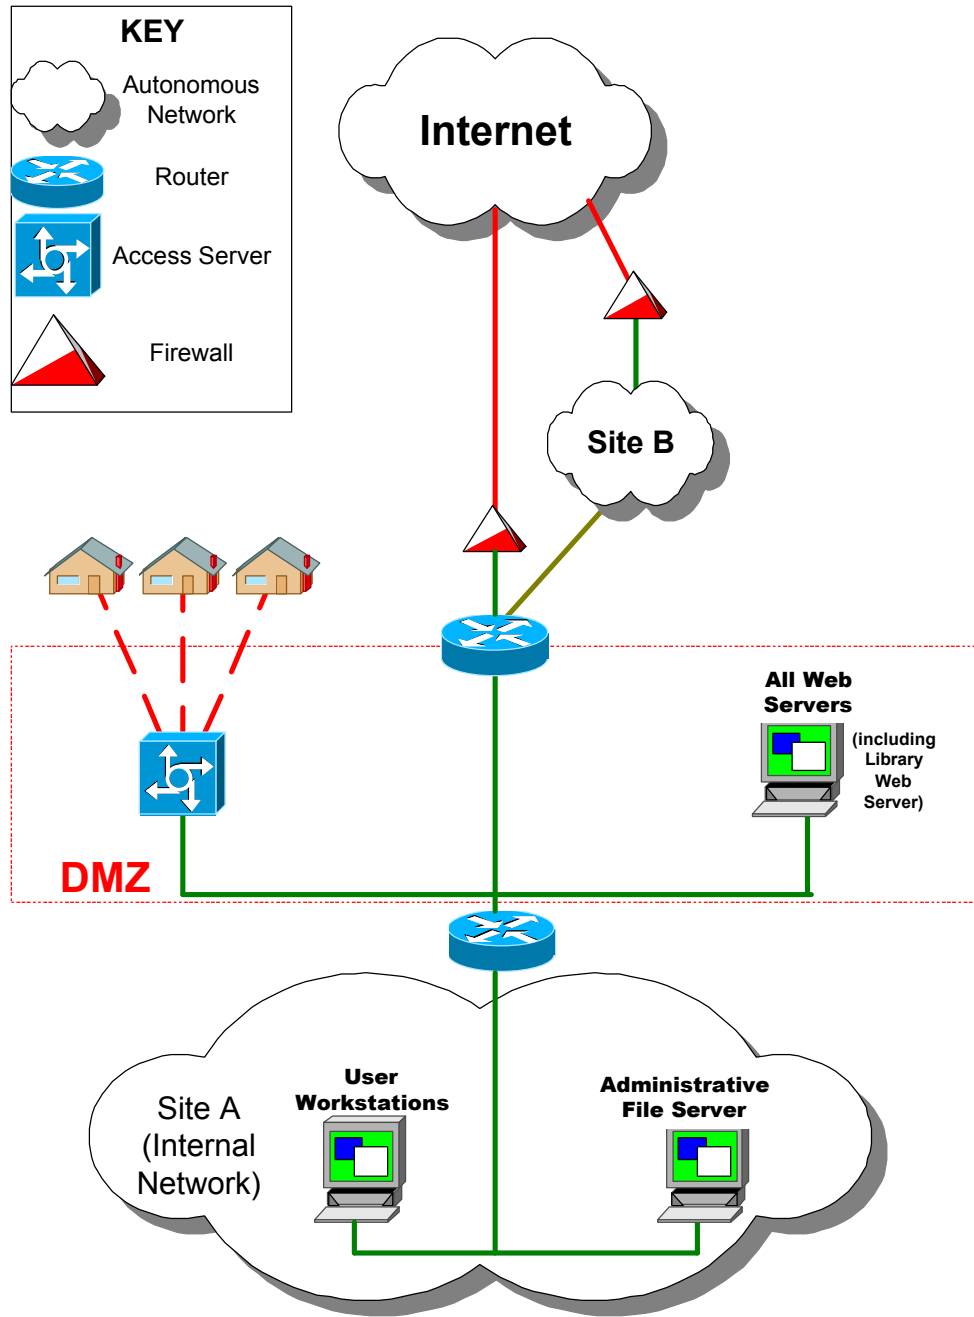 KEY
Autonomous
Network
Router
Access Server
Firewall
Internet
Site B
All Web
Servers
(including
Library
Web
Server)
DMZ
Site A
(Internal
Network)
User
Workstations
Administrative
File Server